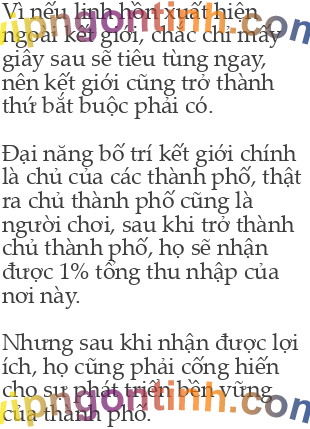 Vì nếu linh hồn xuất hiện
ngoài kết giới, chắc chỉ mấy
giây sau sẽ tiêu tùng ngay,
nên kết giới cũng trở thành
thứ bắt buộc phải có.

Đại năng bố trí kết giới chính
là chủ của các thành phố, thật
ra chủ thành phố cũng là
người chơi, sau khi trở thành
chủ thành phố, họ sẽ nhận
được 1% tổng thu nhập của
nơi này.

Nhưng sau khi nhận được lợi
ích, họ cũng phải cống hiến
cho sự phát triển bền vững
của thành phố.
vipngontinh.com
vipngontinh.com